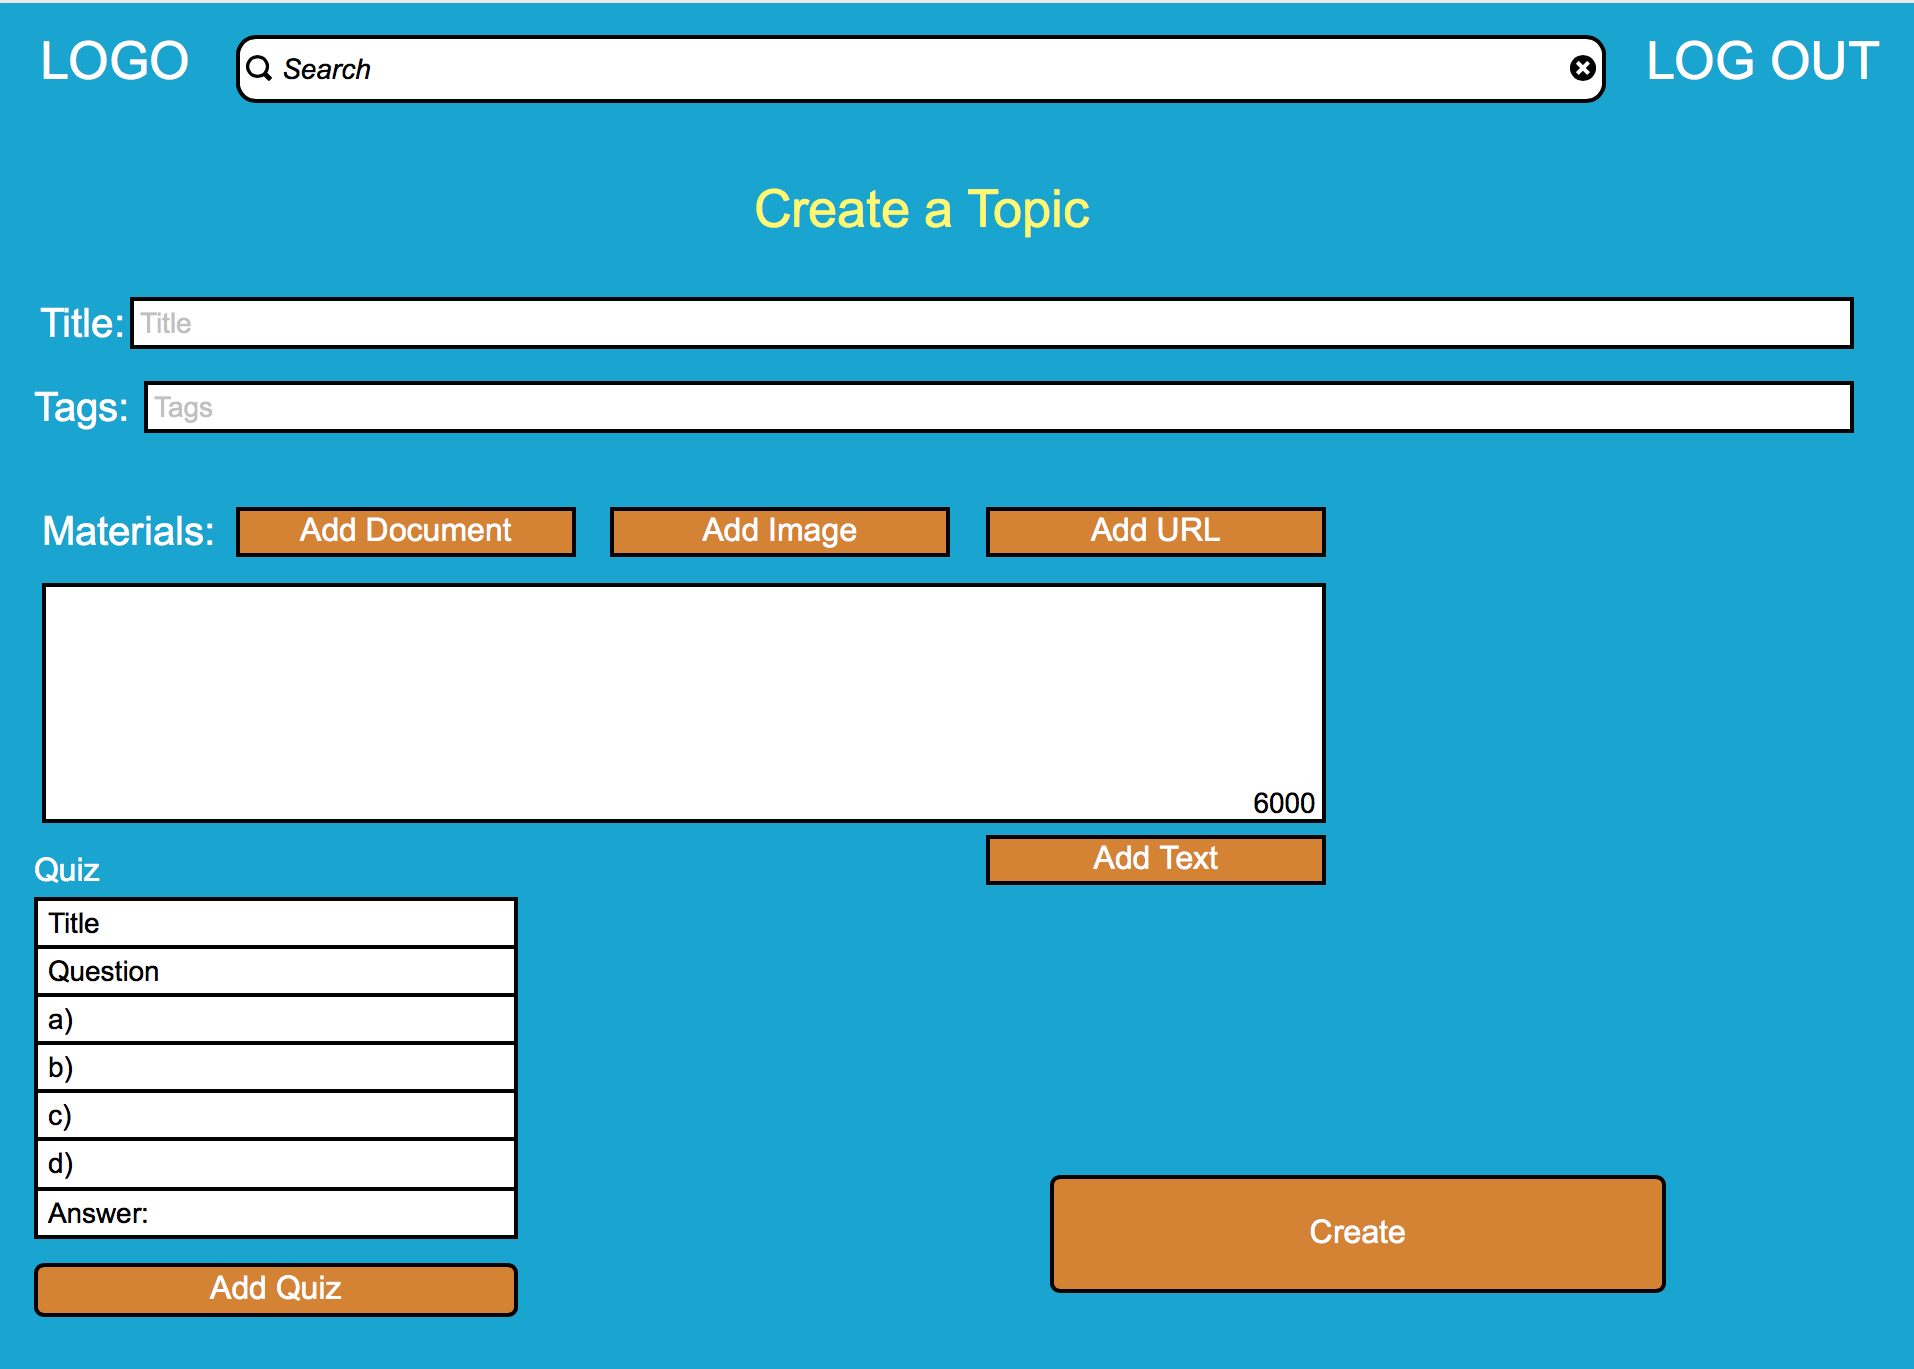 LOGO
Search
LOG OUT
Create a Topic
Title:
Title
Tags:
Tags
Materials:
Add Document
Add Image
Add URL
6000
Add Text
Quiz
Title
Question
a)
b)
c)
d)
Answer:
Add Quiz
Create